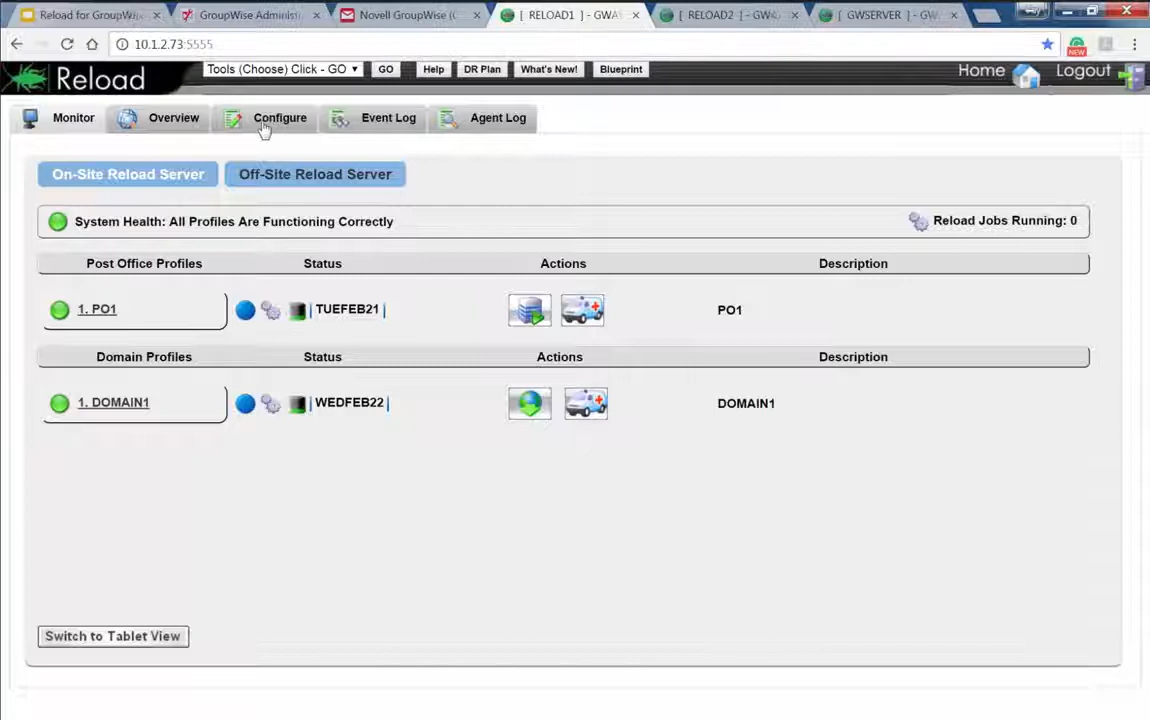 Reload for GroupWis
GroupWise Administ
Novell GroupWise (C
[ RELOAD1 ] - GWA
[ RELOAD2 ] - GWA
[ GWSERVER ] - GW
10.1.2.73:5555
NEW
Reload
Tools (Choose) Click - GO
GO
Help
DR Plan
What's New!
Blueprint
Home
Logout
Monitor
Overview
Configure
Event Log
Agent Log
On-Site Reload Server
Off-Site Reload Server
System Health: All Profiles Are Functioning Correctly
Reload Jobs Running: 0
Post Office Profiles
Status
Actions
Description
1. PO1
| TUEFEB21 |
PO1
Domain Profiles
Status
Actions
Description
1. DOMAIN1
| WEDFEB22 |
DOMAIN1
Switch to Tablet View